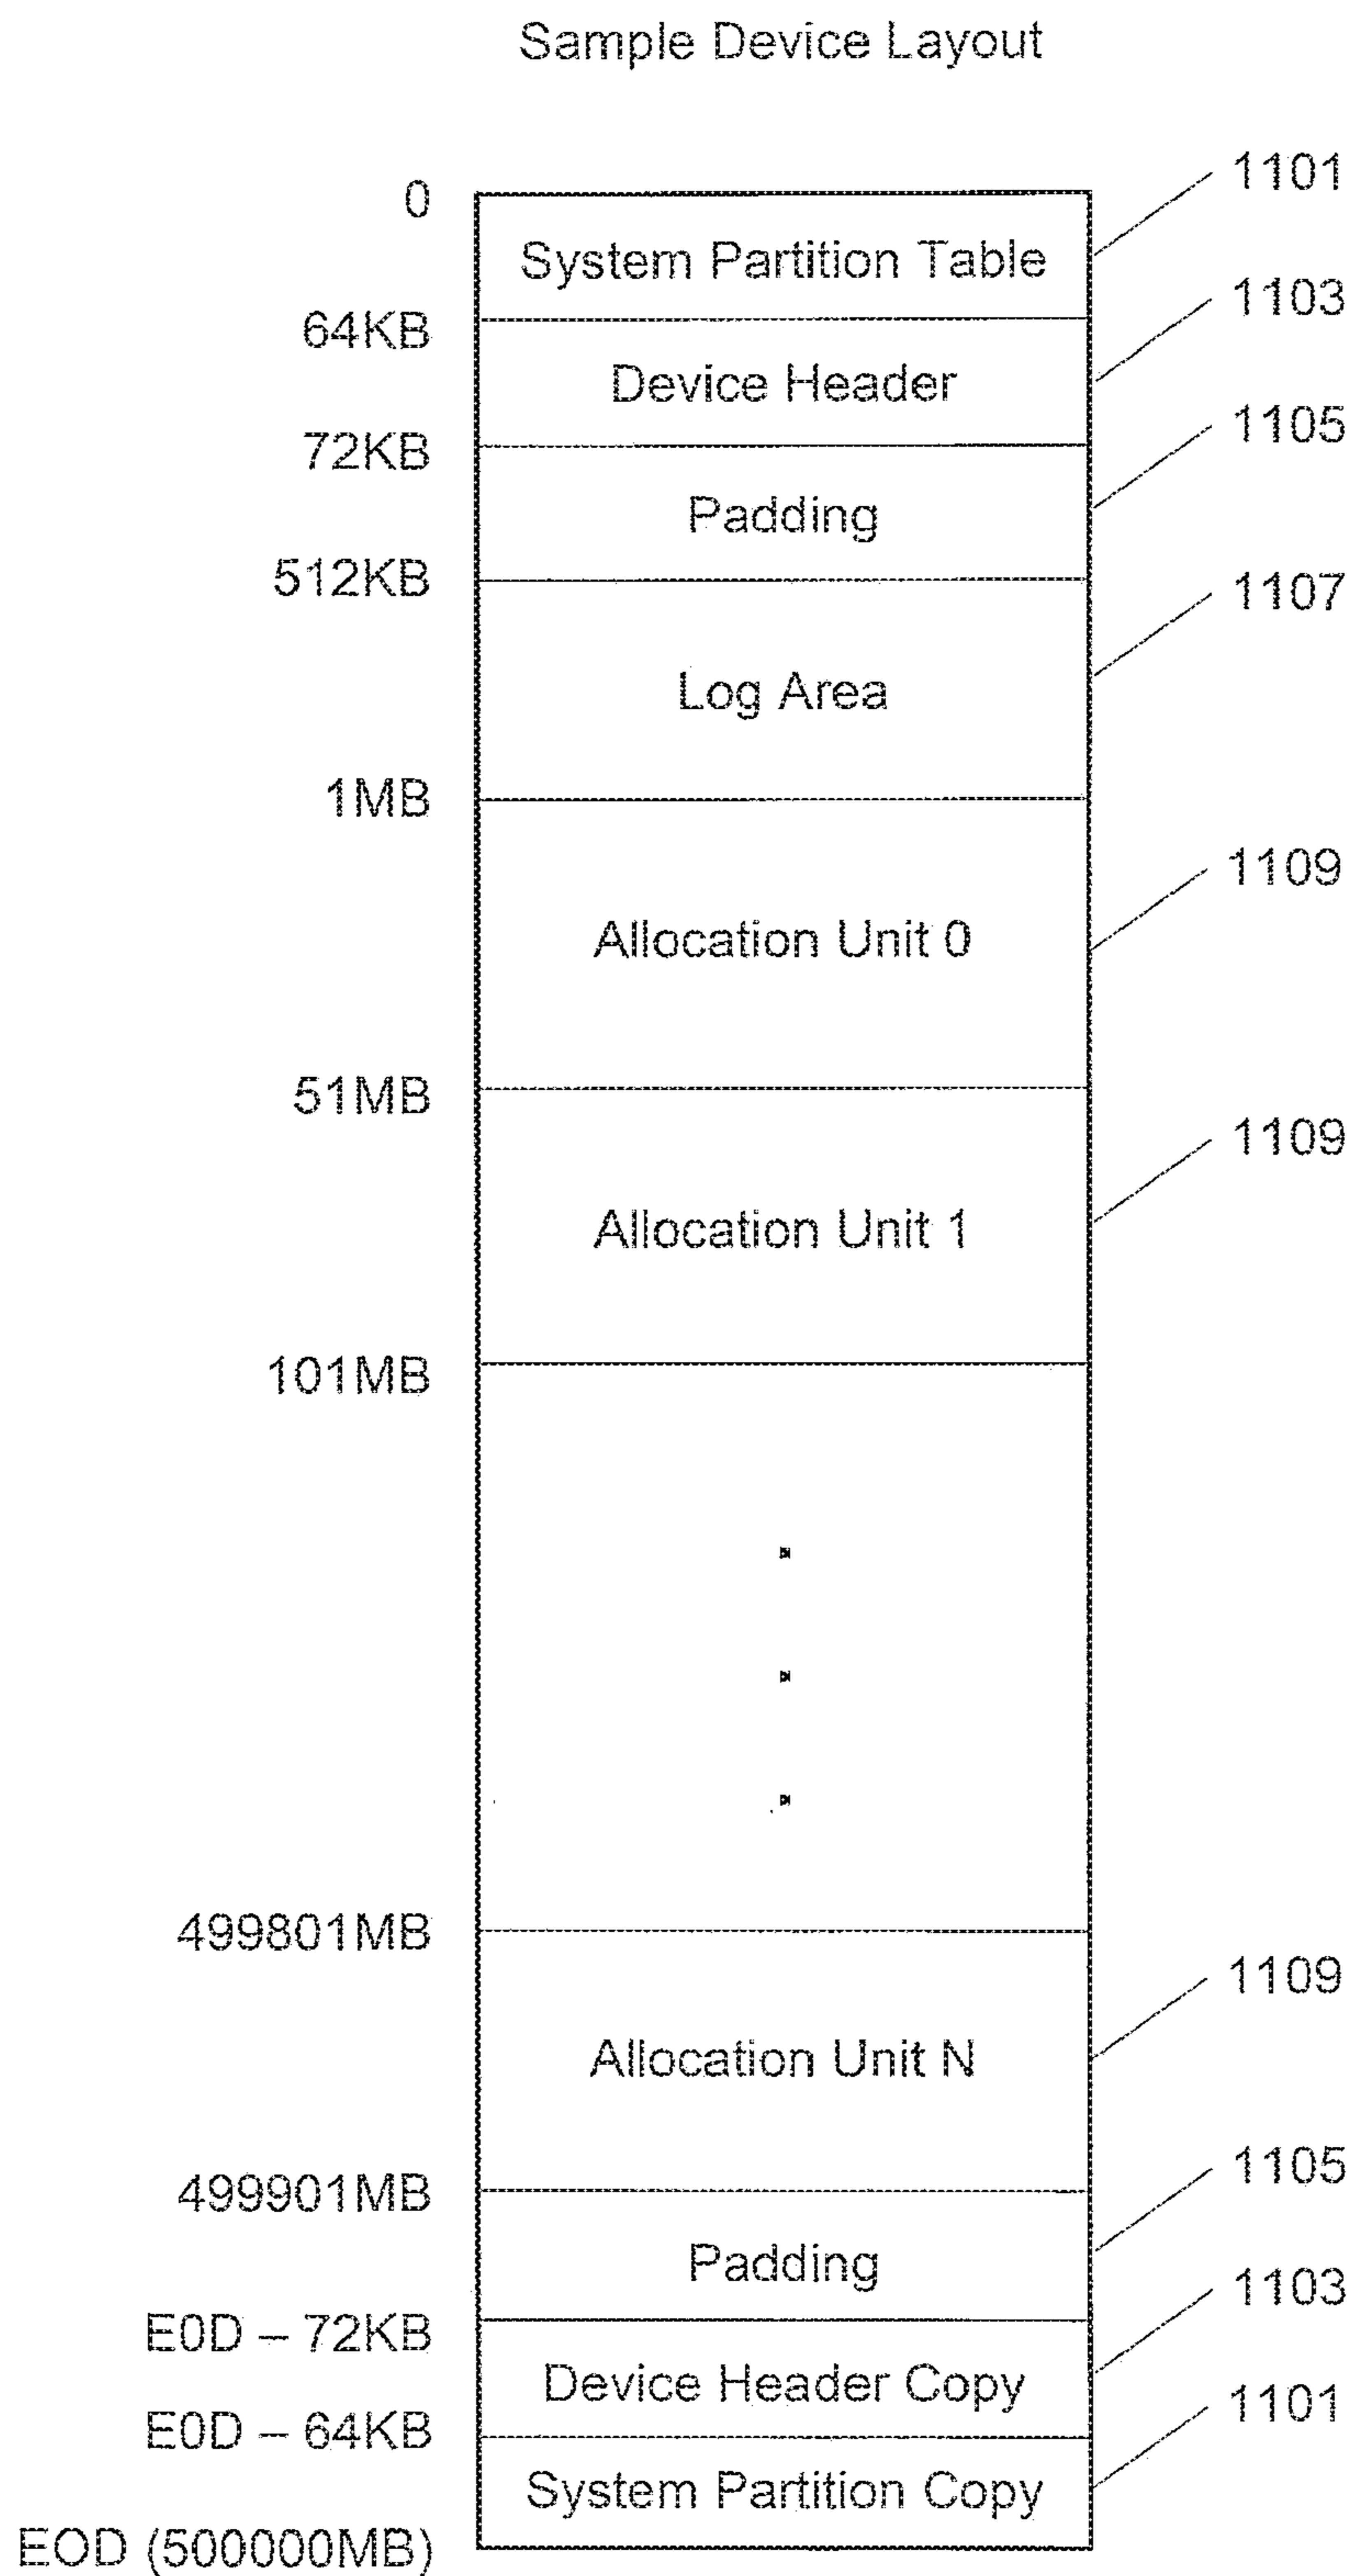 Sample Device Layout
0
1101
System Partition Table
64KB
1103
Device Header
72KB
1105
Padding
512KB
1107
Log Area
1MB
1109
Allocation Unit 0
51MB
1109
Allocation Unit 1
101MB
499801MB
1109
Allocation Unit N
499901MB
1105
Padding
E0D – 72KB
1103
Device Header Copy
E0D – 64KB
1101
System Partition Copy
EOD (500000MB)